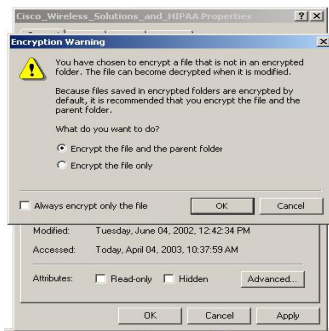 Cisco_Wireless_Solutions_and_HIPAA Properties
Encryption Warning
You have chosen to encrypt a file that is not in an encrypted
folder. The file can become decrypted when it is modified.
Because files saved in encrypted folders are encrypted by
default, it is recommended that you encrypt the file and the
parent folder.
What do you want to do?
Encrypt the file and the parent folder
Encrypt the file only
Always encrypt only the file
OK Cancel
Modified: Tuesday, June 04, 2002, 12:42:34 PM
Accessed: Today, April 04, 2003, 10:37:59 AM
Attributes: Read-only Hidden Advanced...
OK Cancel Apply